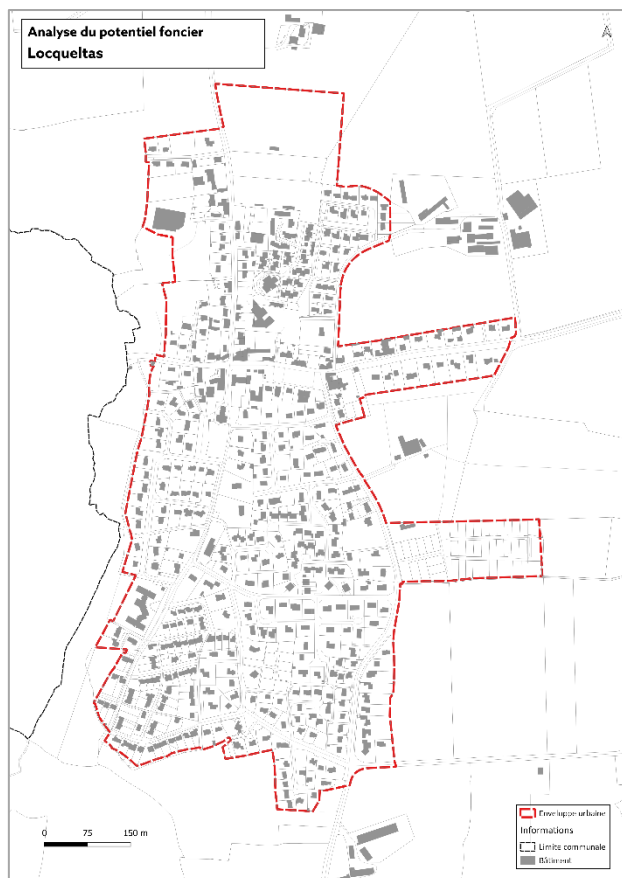 Analyse du potentiel foncier
Locqueltas
0 75 150 m
Enveloppe urbaine
Informations
Limite communale
Bâtiment